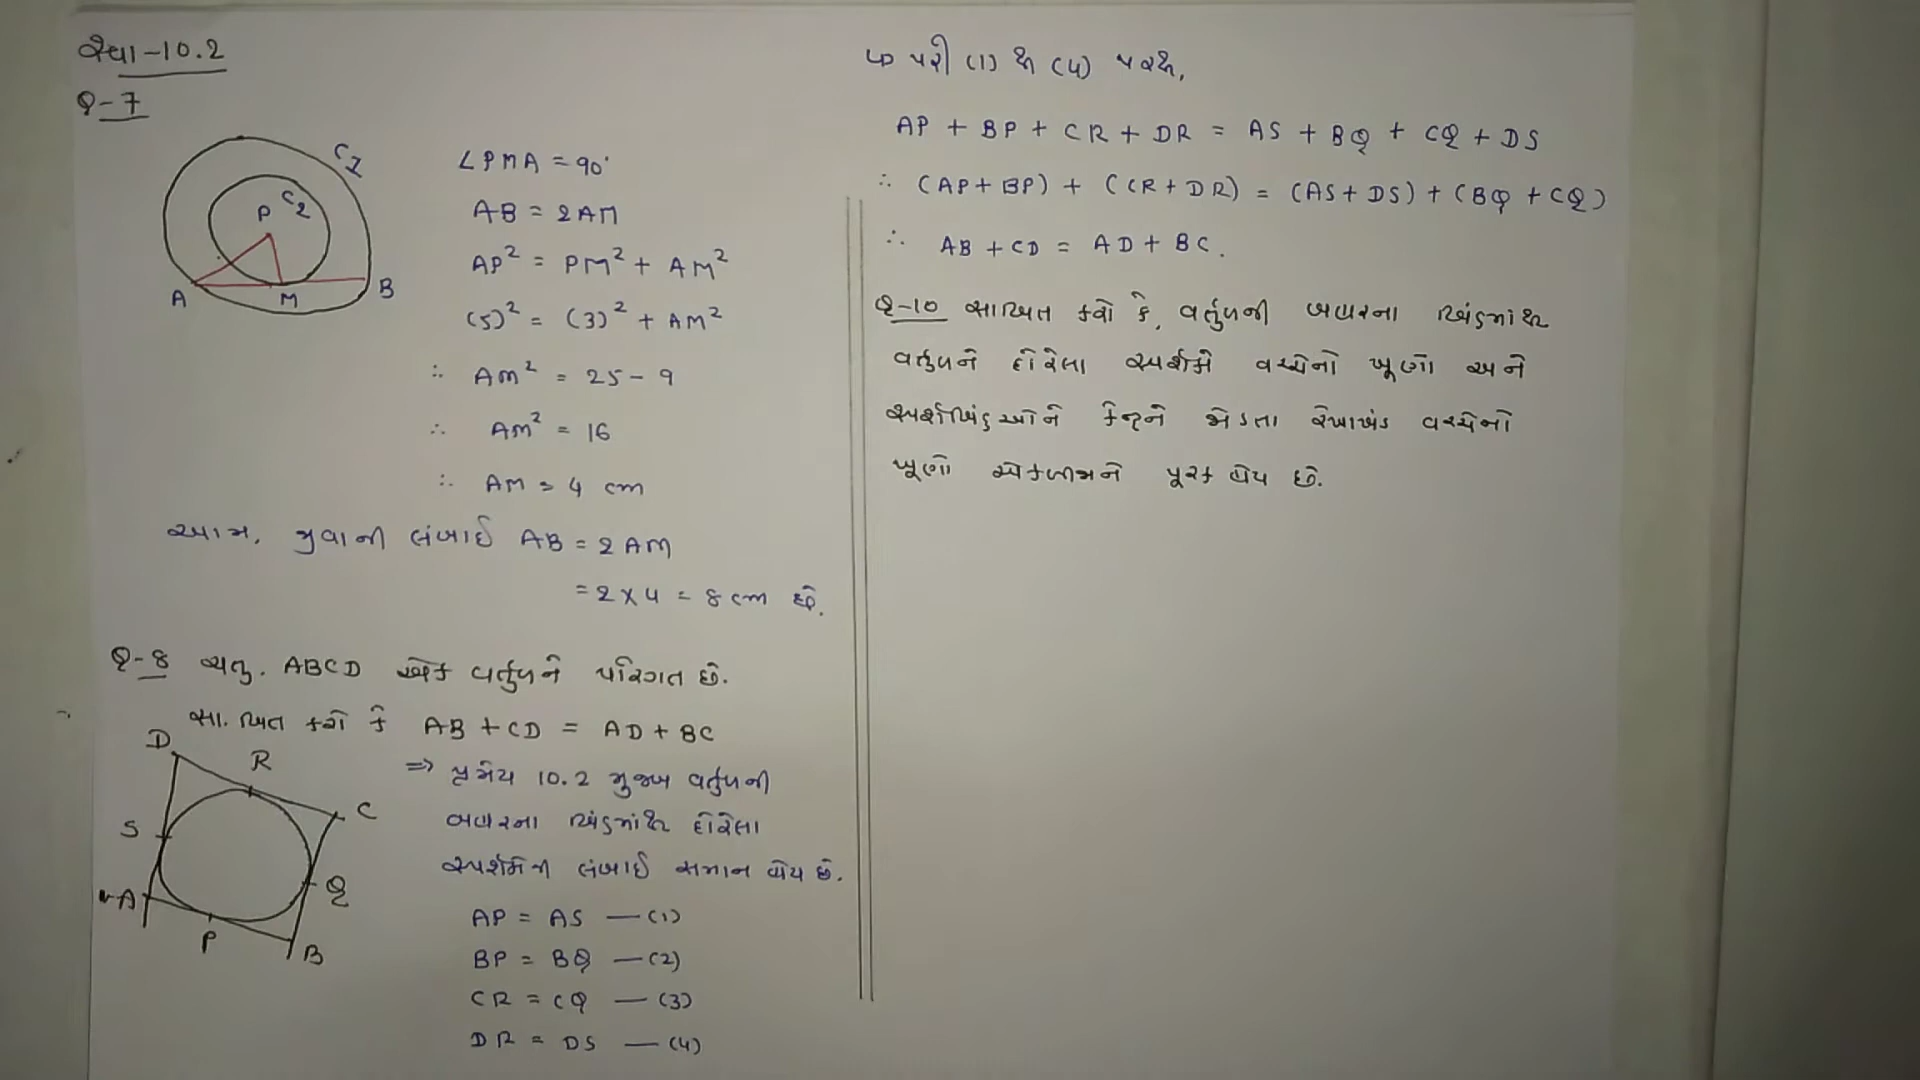 સ્વા-10.2
Q-7
C1
C2
P
A
M
B
∠PMA = 90°
AB = 2AM
AP² = PM² + AM²
(5)² = (3)² + AM²
∴ AM² = 25 - 9
∴ AM² = 16
∴ AM = 4 cm
આમ, જીવાની લંબાઈ AB = 2AM
= 2 × 4 = 8 cm છે.
Q-8 ચતુ. ABCD એક વર્તુળને પરિગત છે.
સાબિત કરો કે AB + CD = AD + BC
D
R
C
S
A
Q
P
B
⇒ પ્રમેય 10.2 મુજબ વર્તુળની
બહારના બિંદુમાંથી દોરેલા
સ્પર્શકોની લંબાઈ સમાન હોય છે.
AP = AS —(1)
BP = BQ —(2)
CR = CQ —(3)
DR = DS —(4)
પરી (1) થી (4) પરથી,
AP + BP + CR + DR = AS + BQ + CQ + DS
∴ (AP + BP) + (CR + DR) = (AS + DS) + (BQ + CQ)
∴ AB + CD = AD + BC.
Q-10 સાબિત કરો કે, વર્તુળની બહારના બિંદુમાંથી
વર્તુળને દોરેલા સ્પર્શકો વચ્ચેનો ખૂણો અને
સ્પર્શબિંદુઓને કેન્દ્રને જોડતા રેખાખંડ વચ્ચેનો
ખૂણો એકબીજાને પૂરક હોય છે.